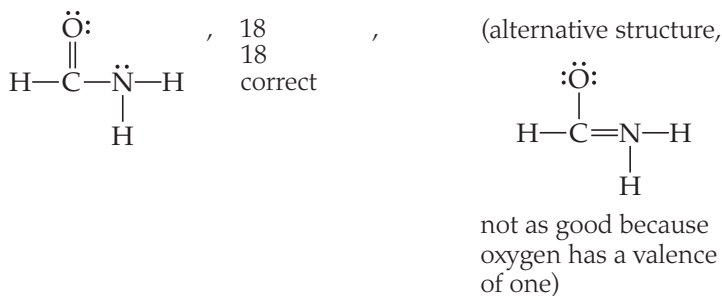 Ö:
‖
H—C—N̈—H
|
H
, 18
18
correct
,
(alternative structure,
:Ö:
|
H—C=N—H
|
H
not as good because
oxygen has a valence
of one)